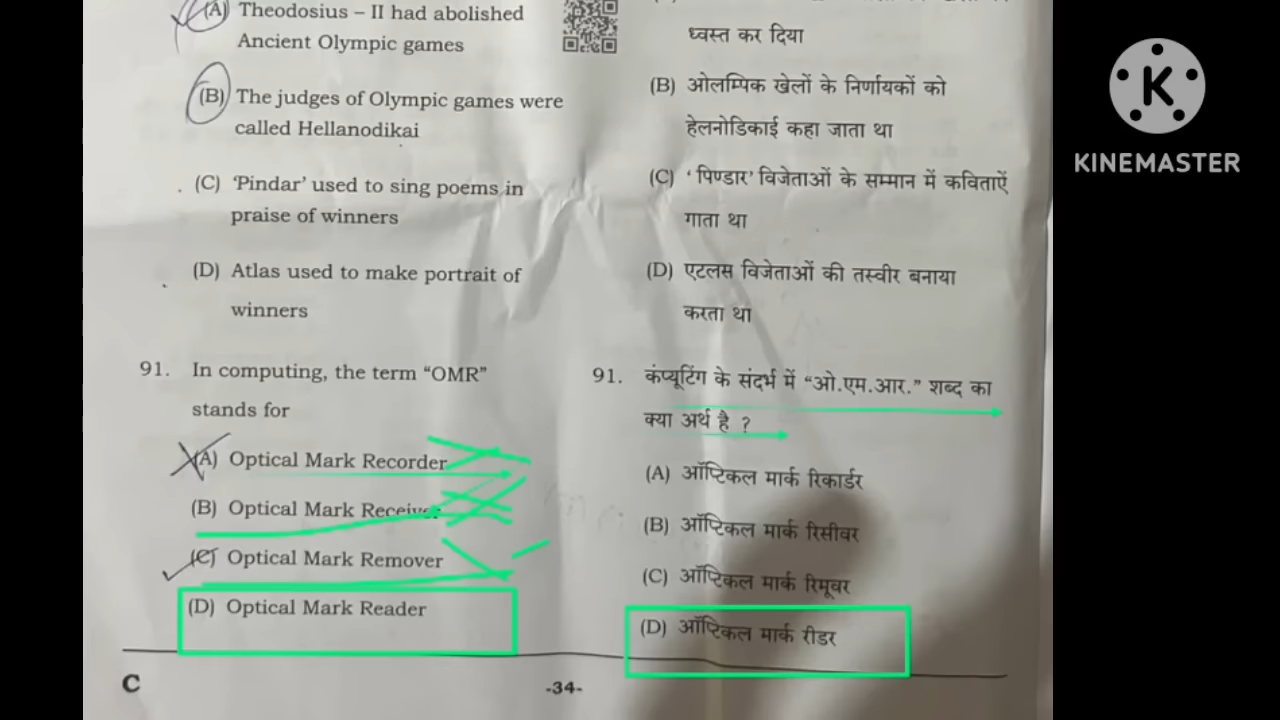 (A) Theodosius – II had abolished
Ancient Olympic games
(B) The judges of Olympic games were
called Hellanodikai
(C) 'Pindar' used to sing poems in
praise of winners
(D) Atlas used to make portrait of
winners
91. In computing, the term “OMR”
stands for
(A) Optical Mark Recorder
(B) Optical Mark Receiver
(C) Optical Mark Remover
(D) Optical Mark Reader
ध्वस्त कर दिया
(B) ओलम्पिक खेलों के निर्णायकों को
हेलनोडिकाई कहा जाता था
(C) ‘ पिण्डार’ विजेताओं के सम्मान में कविताऐं
गाता था
(D) एटलस विजेताओं की तस्वीर बनाया
करता था
91. कंप्यूटिंग के संदर्भ में “ओ.एम.आर.” शब्द का
क्या अर्थ है ?
(A) ऑप्टिकल मार्क रिकार्डर
(B) ऑप्टिकल मार्क रिसीवर
(C) ऑप्टिकल मार्क रिमूवर
(D) ऑप्टिकल मार्क रीडर
C
-34-
K
KINEMASTER